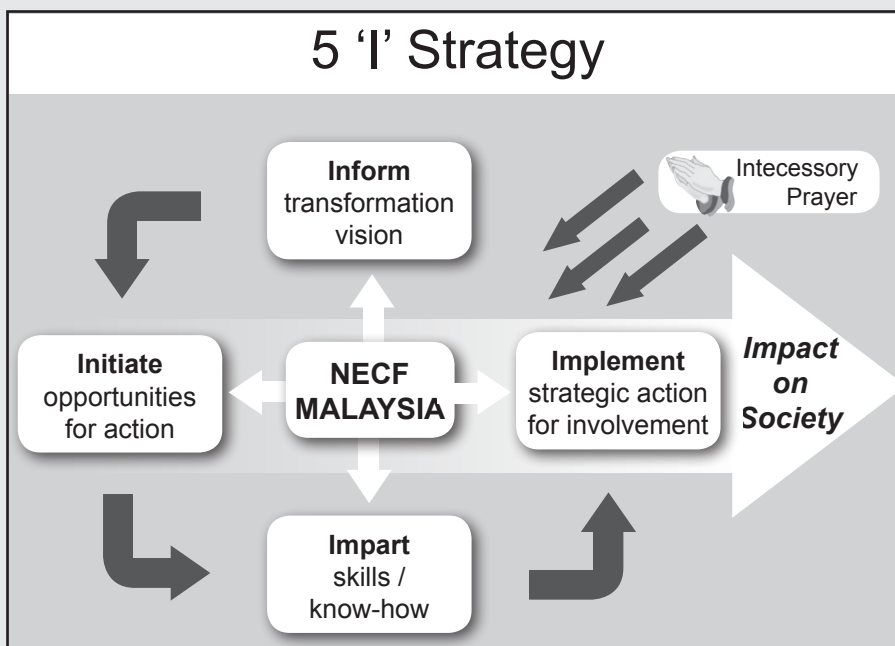 5 ‘I’ Strategy
Inform
transformation
vision
Intecessory
Prayer
Initiate
opportunities
for action
NECF
MALAYSIA
Implement
strategic action
for involvement
Impact
on
Society
Impart
skills /
know-how